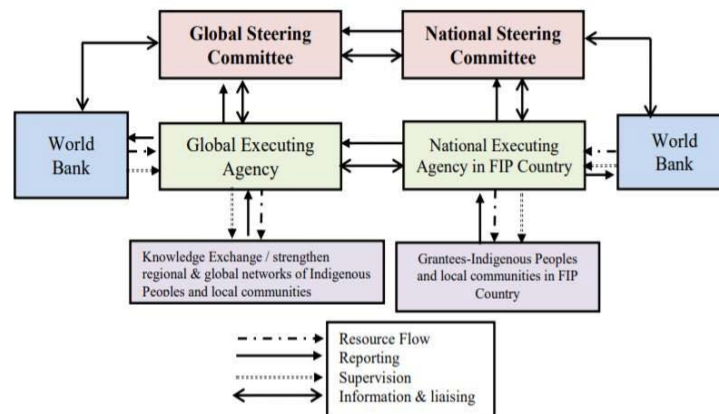 Global Steering
Committee
National Steering
Committee
World
Bank
Global Executing
Agency
National Executing
Agency in FIP Country
World
Bank
Knowledge Exchange / strengthen
regional & global networks of Indigenous
Peoples and local communities
Grantees-Indigenous Peoples
and local communities in FIP
Country
Resource Flow
Reporting
Supervision
Information & liaising